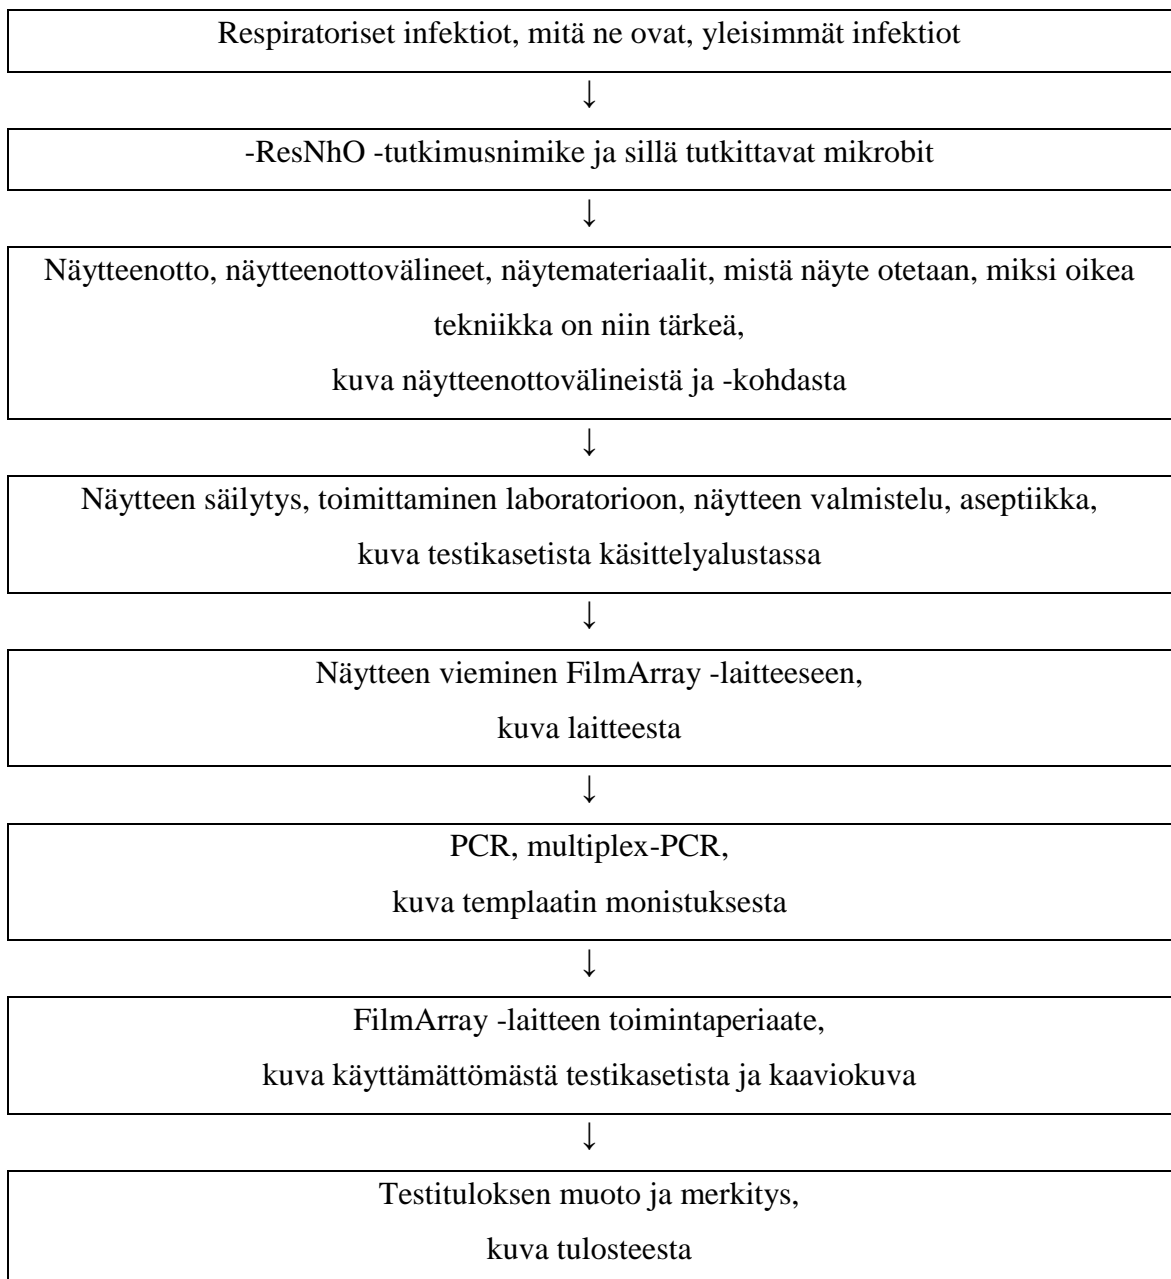 Respiratoriset infektiot, mitä ne ovat, yleisimmät infektiot
↓
-ResNhO -tutkimusnimike ja sillä tutkittavat mikrobit
↓
Näytteenotto, näytteenottovälineet, näytemateriaalit, mistä näyte otetaan, miksi oikea
tekniikka on niin tärkeä,
kuva näytteenottovälineistä ja -kohdasta
↓
Näytteen säilytys, toimittaminen laboratorioon, näytteen valmistelu, aseptiikka,
kuva testikasetista käsittelyalustassa
↓
Näytteen vieminen FilmArray -laitteeseen,
kuva laitteesta
↓
PCR, multiplex-PCR,
kuva templaatin monistuksesta
↓
FilmArray -laitteen toimintaperiaate,
kuva käyttämättömästä testikasetista ja kaaviokuva
↓
Testituloksen muoto ja merkitys,
kuva tulosteesta